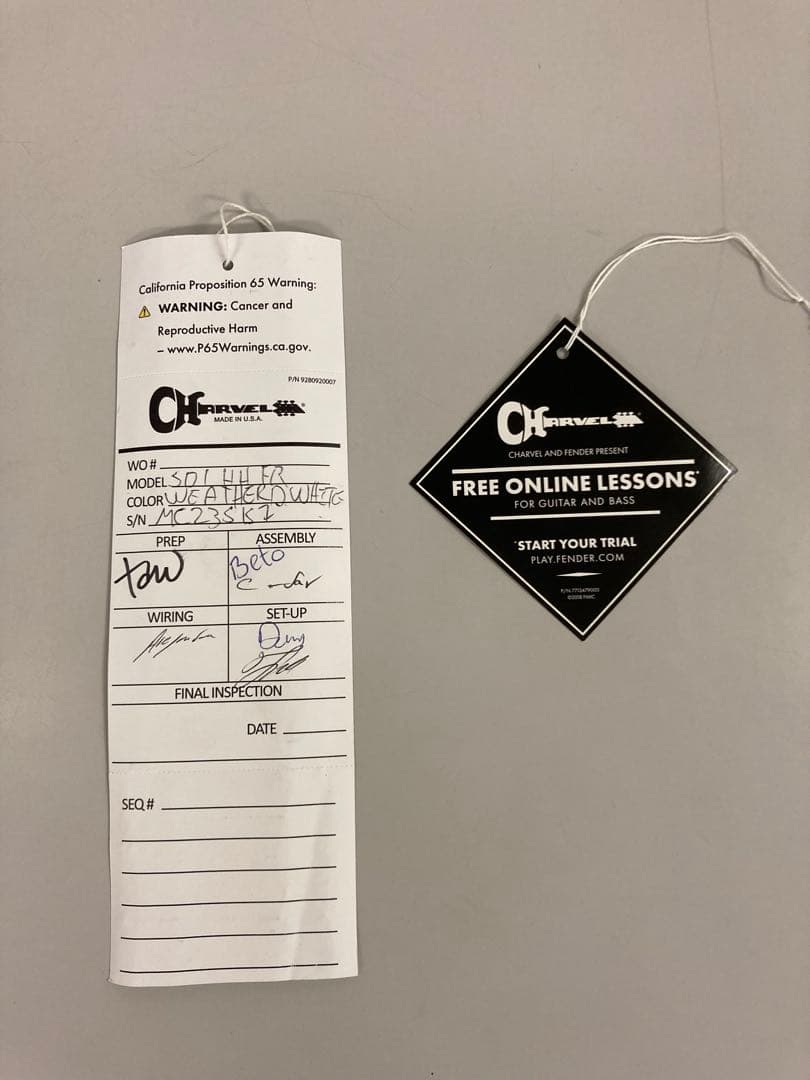 California Proposition 65 Warning:
WARNING: Cancer and
Reproductive Harm
– www.P65Warnings.ca.gov.
P/N 9280920007
CHARVEL®
MADE IN U.S.A.
WO#
MODEL SD1 HH FR
COLOR WEATHERD WHITE
S/N
PREP ASSEMBLY
Beto
WIRING SET-UP
FINAL INSPECTION
DATE
SEQ#
CHARVEL®
CHARVEL AND FENDER PRESENT
FREE ONLINE LESSONS*
FOR GUITAR AND BASS
*START YOUR TRIAL
PLAY.FENDER.COM